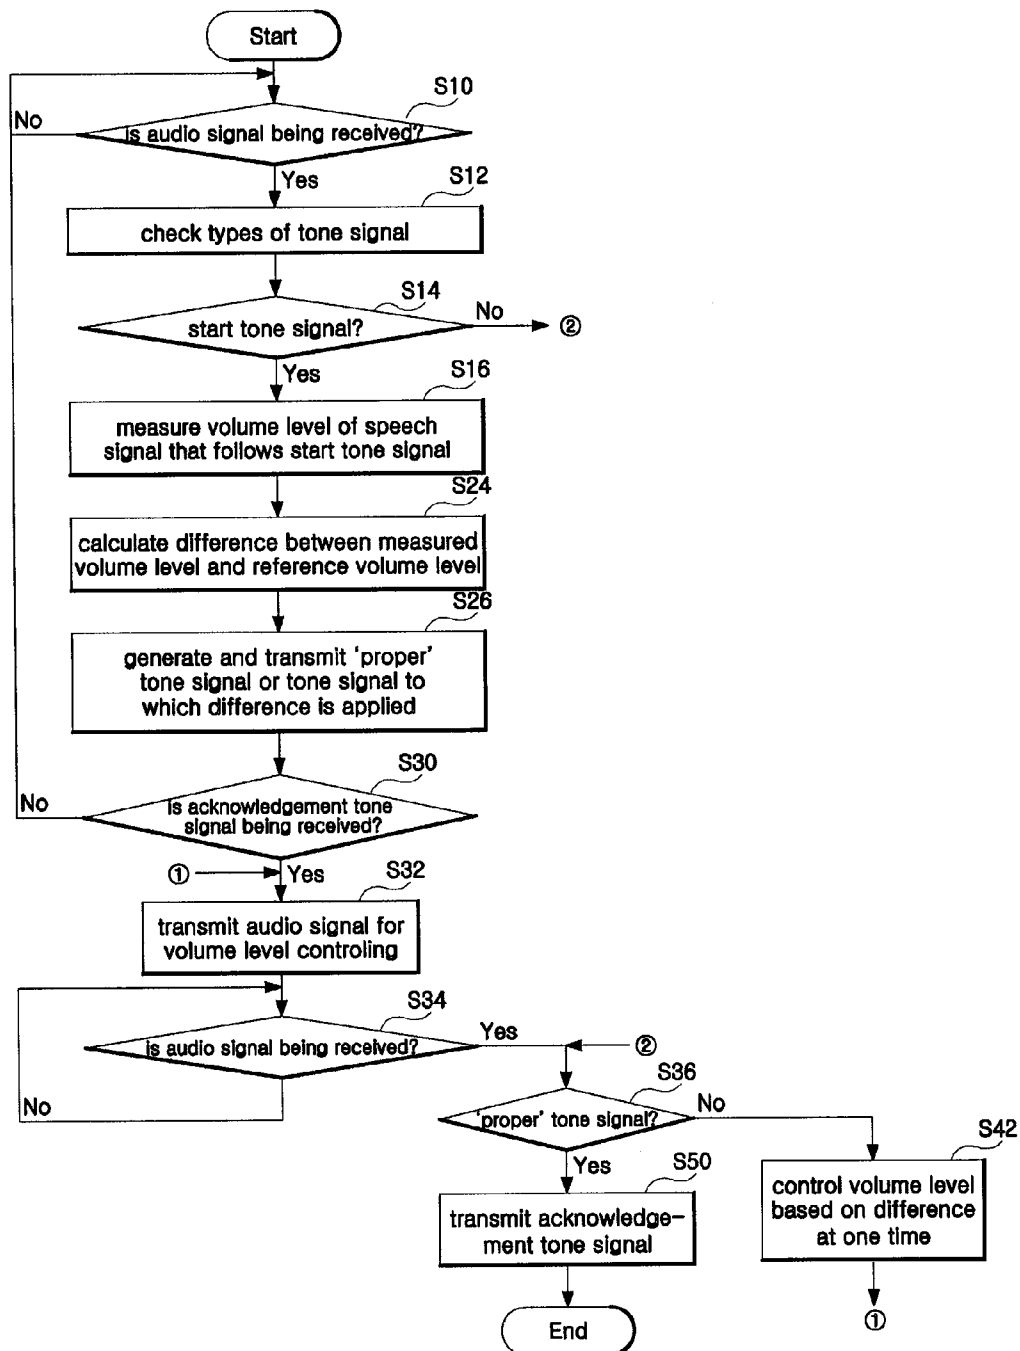 Start
S10
No
is audio signal being received?
Yes
S12
check types of tone signal
S14
No
start tone signal?
②
Yes
S16
measure volume level of speech
signal that follows start tone signal
S24
calculate difference between measured
volume level and reference volume level
S26
generate and transmit 'proper'
tone signal or tone signal to
which difference is applied
S30
No
is acknowledgement tone
signal being received?
①
Yes
S32
transmit audio signal for
volume level controling
S34
Yes
is audio signal being received?
②
No
S36
'proper' tone signal?
No
S42
Yes
S50
control volume level
based on difference
at one time
transmit acknowledge-
ment tone signal
①
End